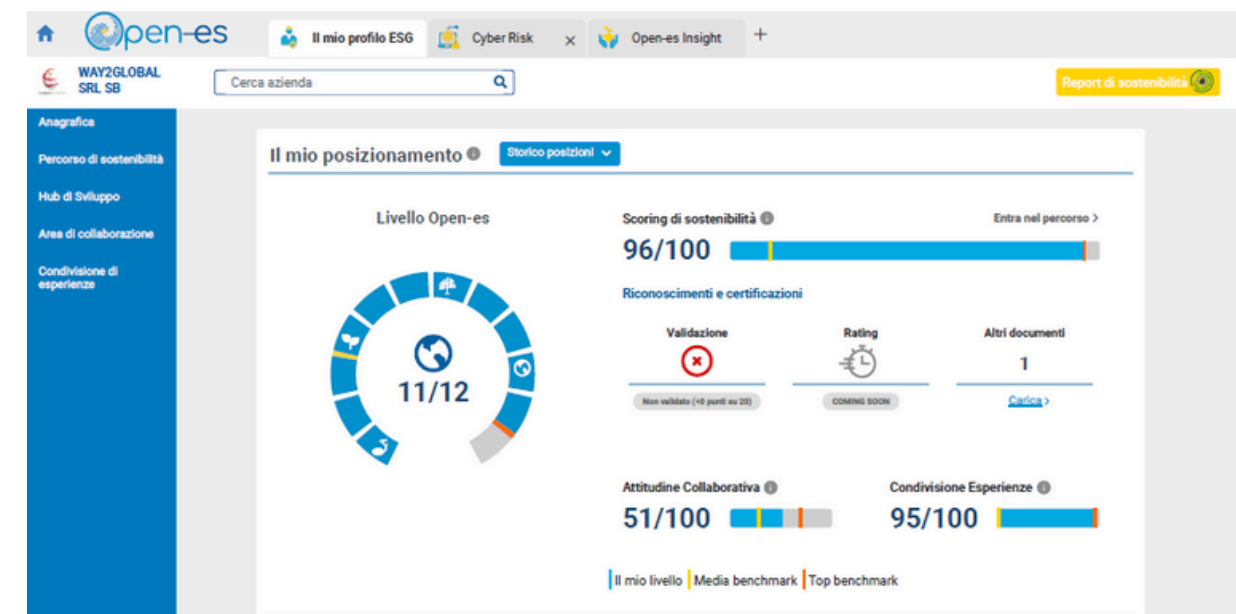 Open-es
Il mio profilo ESG
Cyber Risk
Open-es Insight
WAY2GLOBAL
SRL SB
Cerca azienda
Report di sostenibilità
Anagrafica
Percorso di sostenibilità
Hub di Sviluppo
Area di collaborazione
Condivisione di
esperienze
Il mio posizionamento
Storico posizioni
Livello Open-es
11/12
Scoring di sostenibilità
Entra nel percorso >
96/100
Riconoscimenti e certificazioni
Validazione
Rating
Altri documenti
1
Non validato (+0 punti su 20)
COMING SOON
Carica >
Attitudine Collaborativa
Condivisione Esperienze
51/100
95/100
Il mio livello
Media benchmark
Top benchmark